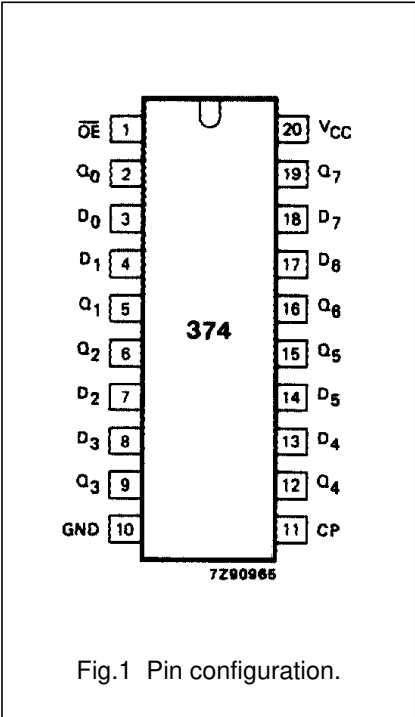 O̅E̅ 1 20 VCC
Q0 2 19 Q7
D0 3 18 D7
D1 4 17 D6
Q1 5 16 Q6
374
Q2 6 15 Q5
D2 7 14 D5
D3 8 13 D4
Q3 9 12 Q4
GND 10 11 CP
7Z90965
Fig.1 Pin configuration.